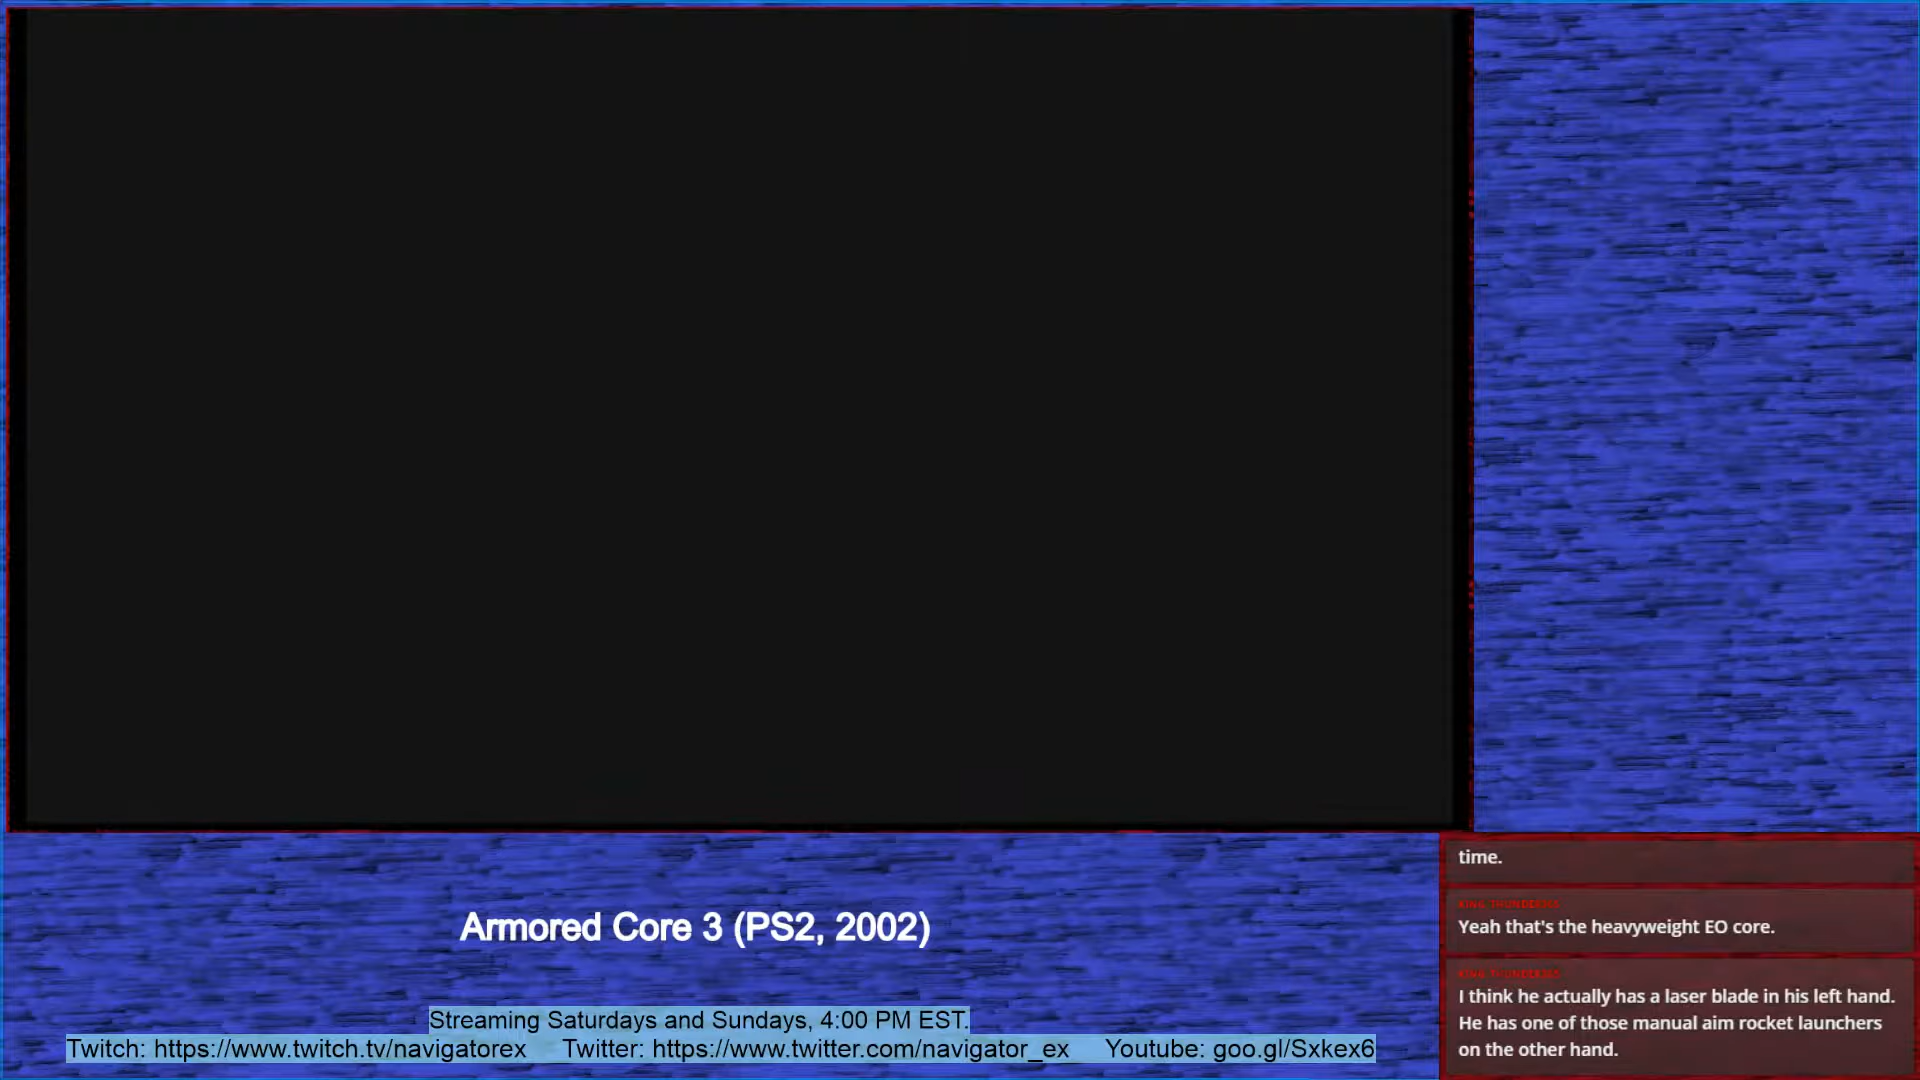 Armored Core 3 (PS2, 2002)
Streaming Saturdays and Sundays, 4:00 PM EST.
Twitch: https://www.twitch.tv/navigatorex Twitter: https://www.twitter.com/navigator_ex Youtube: goo.gl/Sxkex6
time.
Yeah that's the heavyweight EO core.
I think he actually has a laser blade in his left hand.
He has one of those manual aim rocket launchers
on the other hand.